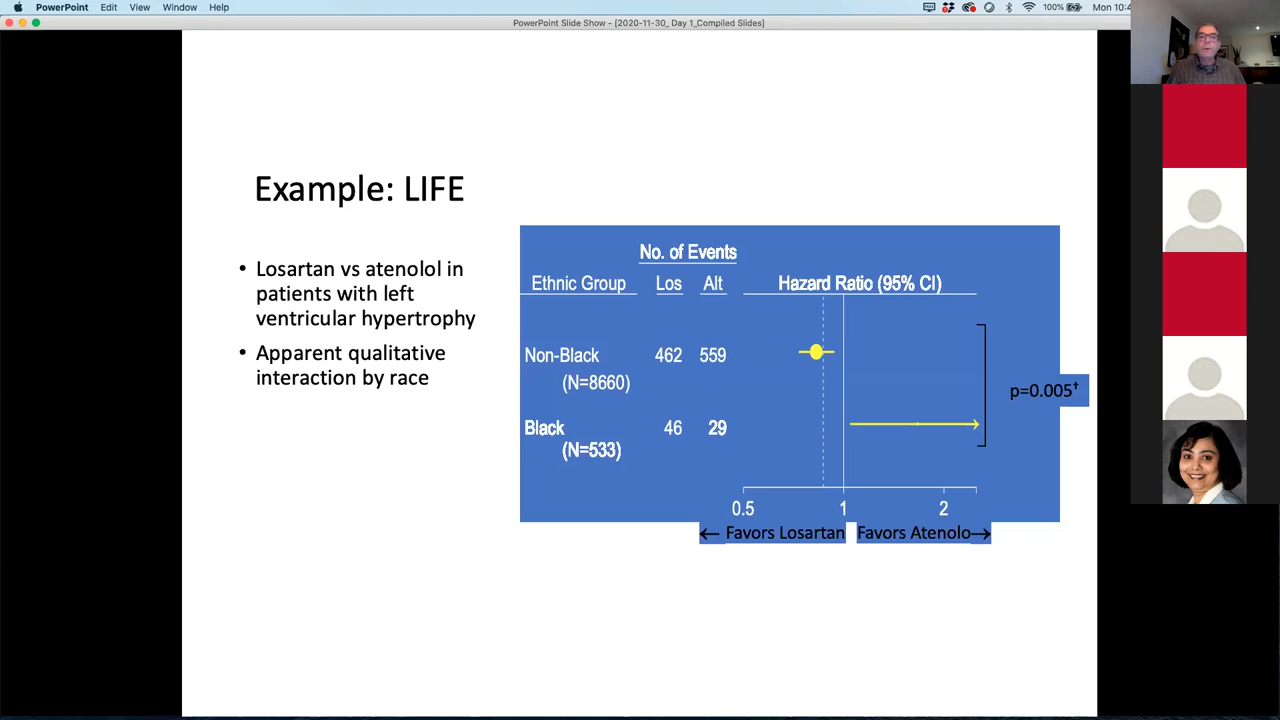 PowerPoint Edit View Window Help
100% Mon 10:4
PowerPoint Slide Show - [2020-11-30_ Day 1_Compiled Slides]
Example: LIFE
• Losartan vs atenolol in
patients with left
ventricular hypertrophy
• Apparent qualitative
interaction by race
No. of Events
Ethnic Group Los Alt Hazard Ratio (95% CI)
Non-Black 462 559
(N=8660)
p=0.005†
Black 46 29
(N=533)
0.5 1 2
← Favors Losartan Favors Atenolo→